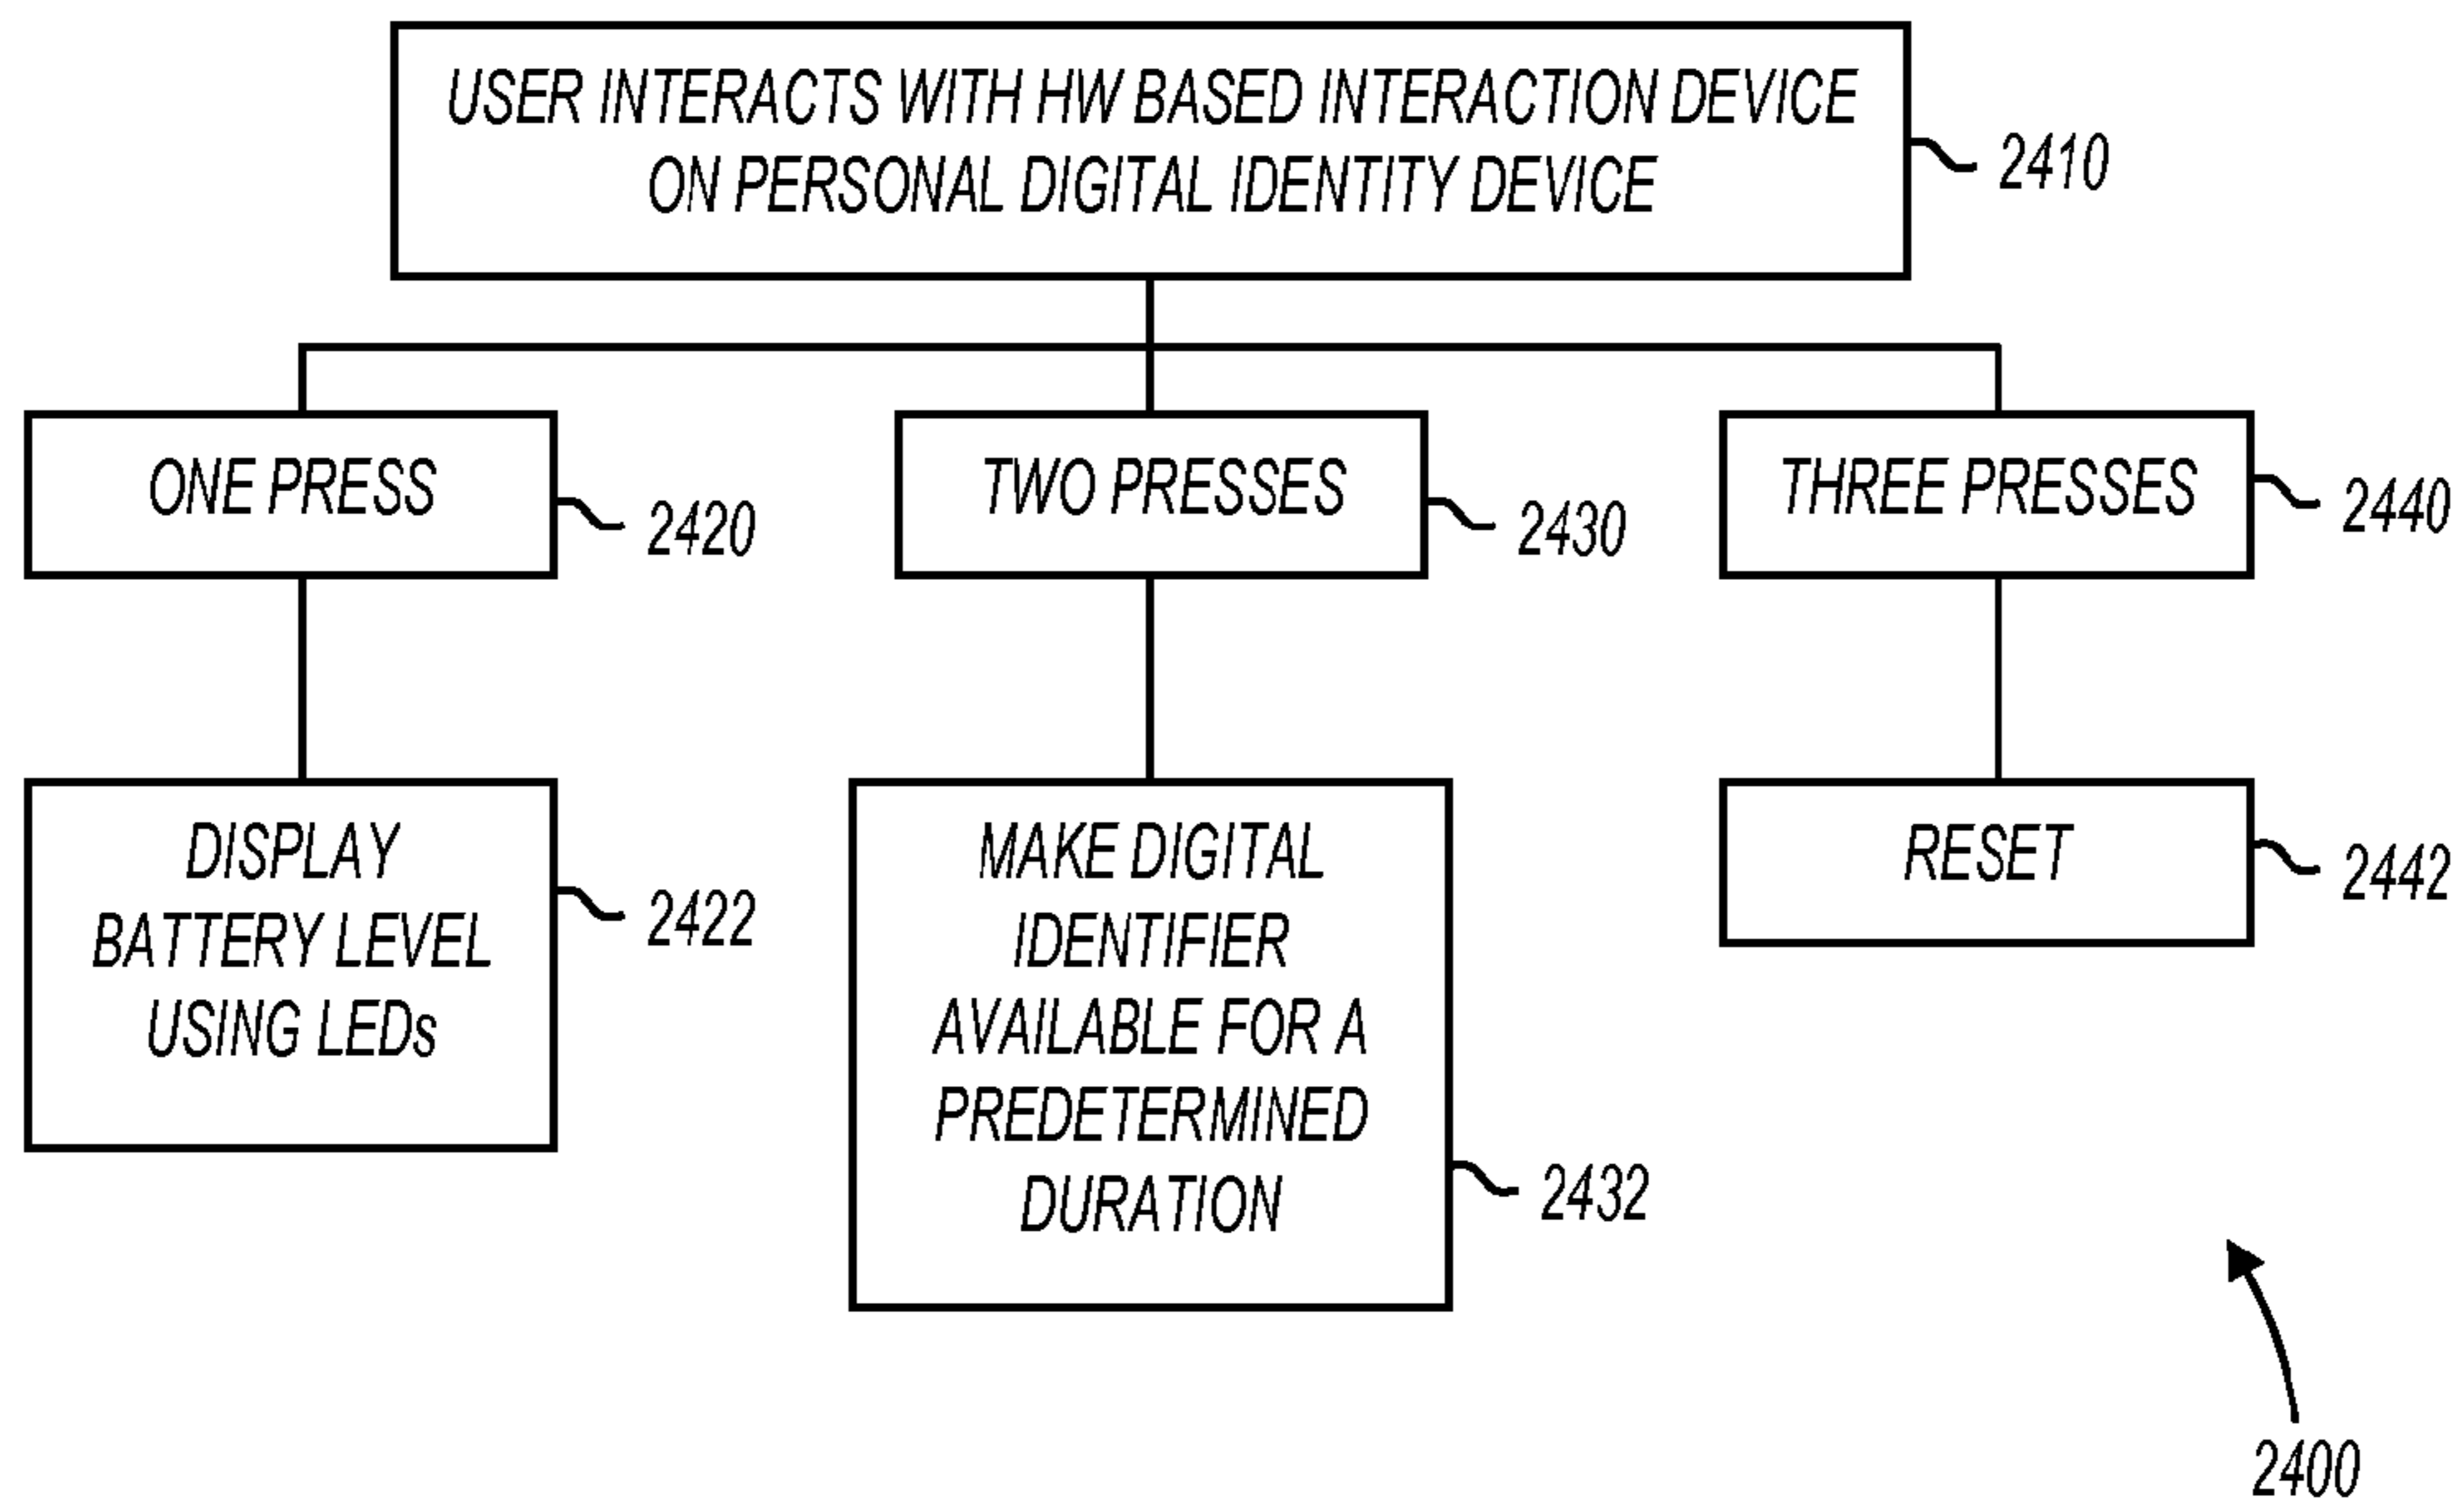 USER INTERACTS WITH HW BASED INTERACTION DEVICE
ON PERSONAL DIGITAL IDENTITY DEVICE
2410
ONE PRESS
2420
TWO PRESSES
2430
THREE PRESSES
2440
DISPLAY
BATTERY LEVEL
USING LEDs
2422
MAKE DIGITAL
IDENTIFIER
AVAILABLE FOR A
PREDETERMINED
DURATION
2432
RESET
2442
2400